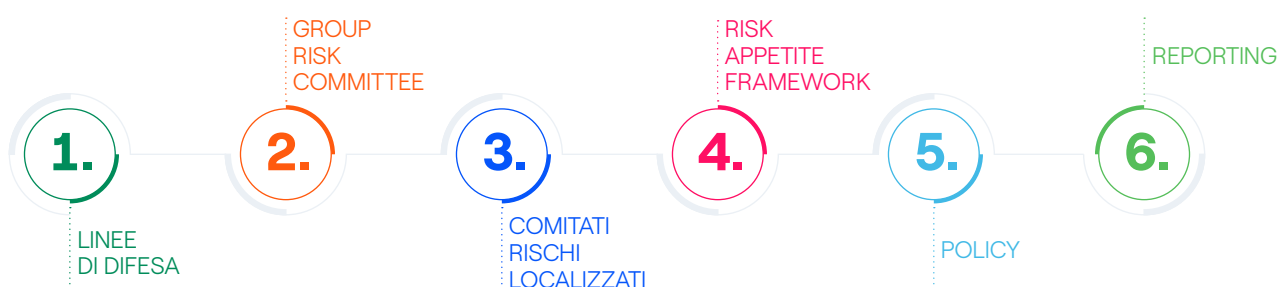 1.
LINEE
DI DIFESA
2.
GROUP
RISK
COMMITTEE
3.
COMITATI
RISCHI
LOCALIZZATI
4.
RISK
APPETITE
FRAMEWORK
5.
POLICY
6.
REPORTING